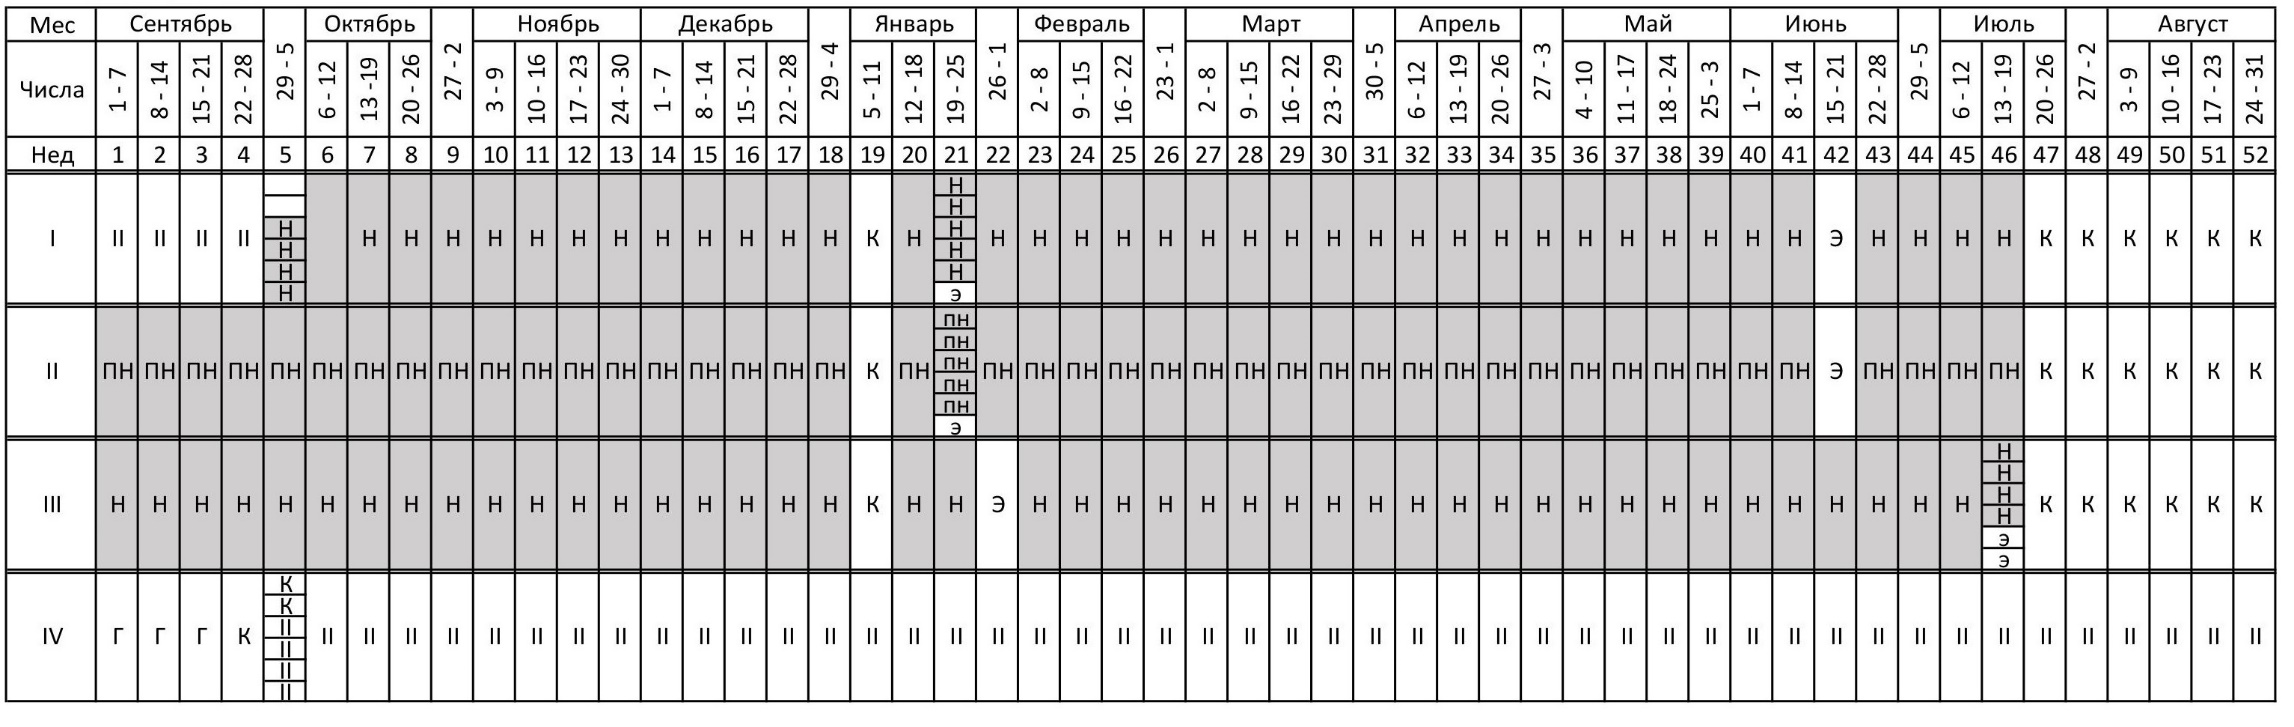 Мес Сентябрь 29 - 5 Октябрь 27 - 2 Ноябрь Декабрь 29 - 4 Январь 26 - 1 Февраль 23 - 1 Март 30 - 5 Апрель 27 - 3 Май Июнь 29 - 5 Июль 27 - 2 Август
Числа 1 - 7 8 - 14 15 - 21 22 - 28 6 - 12 13 -19 20 - 26 3 - 9 10 - 16 17 - 23 24 - 30 1 - 7 8 - 14 15 - 21 22 - 28 5 - 11 12 - 18 19 - 25 2 - 8 9 - 15 16 - 22 2 - 8 9 - 15 16 - 22 23 - 29 6 - 12 13 - 19 20 - 26 4 - 10 11 - 17 18 - 24 25 - 3 1 - 7 8 - 14 15 - 21 22 - 28 6 - 12 13 - 19 20 - 26 3 - 9 10 - 16 17 - 23 24 - 31
Нед 1 2 3 4 5 6 7 8 9 10 11 12 13 14 15 16 17 18 19 20 21 22 23 24 25 26 27 28 29 30 31 32 33 34 35 36 37 38 39 40 41 42 43 44 45 46 47 48 49 50 51 52
Н
Н
I II II II II Н Н Н Н Н Н Н Н Н Н Н Н Н К Н Н Н Н Н Н Н Н Н Н Н Н Н Н Н Н Н Н Н Н Н Н Э Н Н Н Н К К К К К К
Н Н
Н Н
Н Э
ПН
ПН
II ПН ПН ПН ПН ПН ПН ПН ПН ПН ПН ПН ПН ПН ПН ПН ПН ПН ПН К ПН ПН ПН ПН ПН ПН ПН ПН ПН ПН ПН ПН ПН ПН ПН ПН ПН ПН ПН ПН ПН ПН Э ПН ПН ПН ПН К К К К К К
ПН
ПН
Э
Н
Н
III Н Н Н Н Н Н Н Н Н Н Н Н Н Н Н Н Н Н К Н Н Э Н Н Н Н Н Н Н Н Н Н Н Н Н Н Н Н Н Н Н Н Н Н Н Н К К К К К К
Н
Э
Э
К
К
IV Г Г Г К II II II II II II II II II II II II II II II II II II II II II II II II II II II II II II II II II II II II II II II II II II II II II II II II
II
II
II